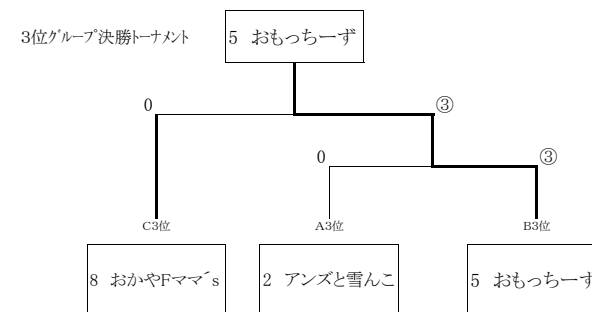 3位ｸﾞﾙｰﾌﾟ決勝ﾄｰﾅﾒﾝﾄ
5 おもっちーず
0
③
0
③
C3位
A3位
B3位
8 おかやFママ´s
2 アンズと雪んこ
5 おもっちーず